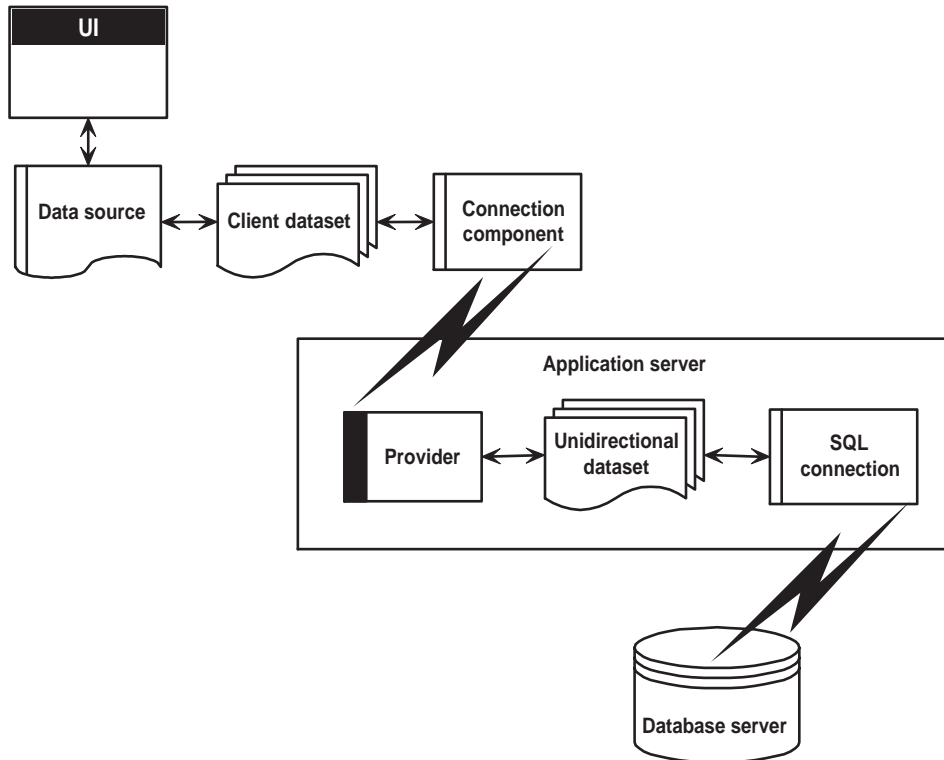 UI
Data source
Client dataset
Connection
component
Application server
Provider
Unidirectional
dataset
SQL
connection
Database server